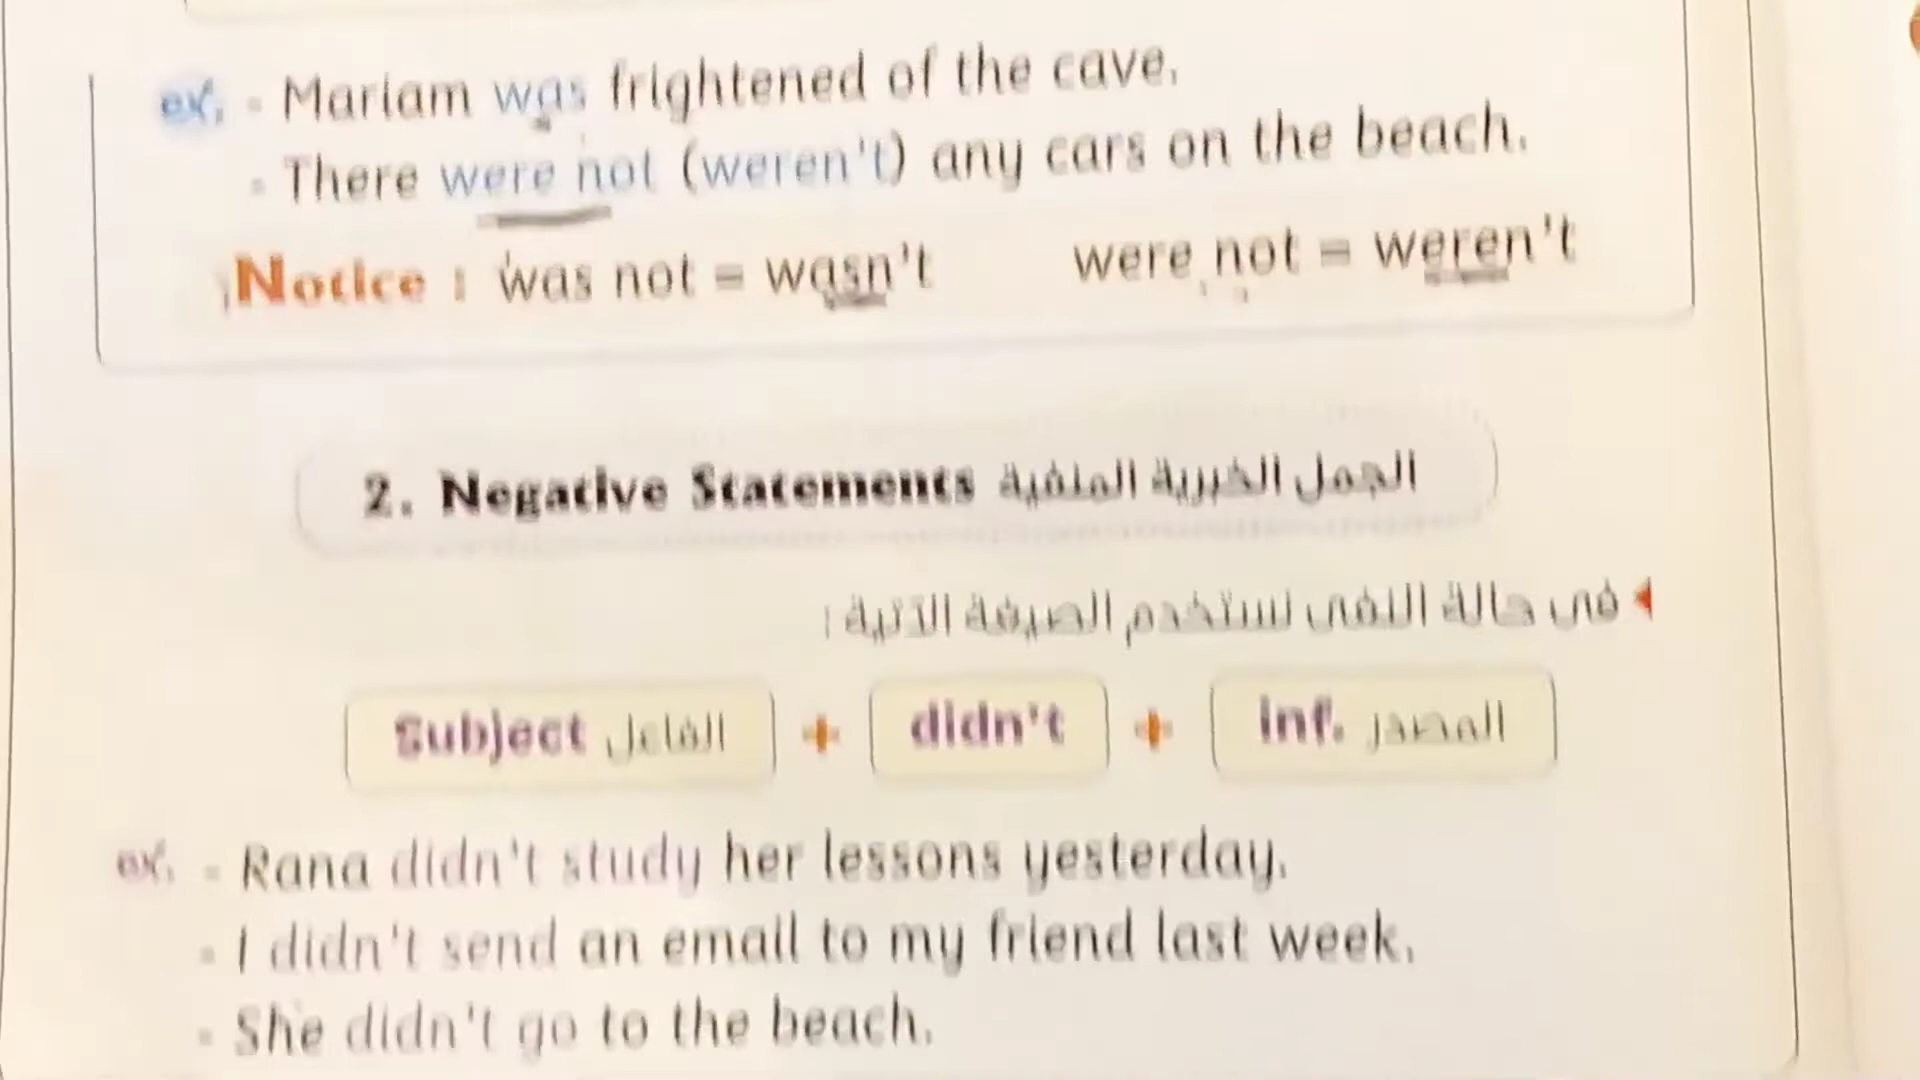 ex. - Mariam was frightened of the cave.
- There were not (weren't) any cars on the beach.
Notice : was not = wasn't were not = weren't
2. Negative Statements الجمل الخبرية المنفية
في حالة النفي نستخدم الصيغة الآتية :
Subject الفاعل + didn't + inf. المصدر
ex. - Rana didn't study her lessons yesterday.
- I didn't send an email to my friend last week.
- She didn't go to the beach.